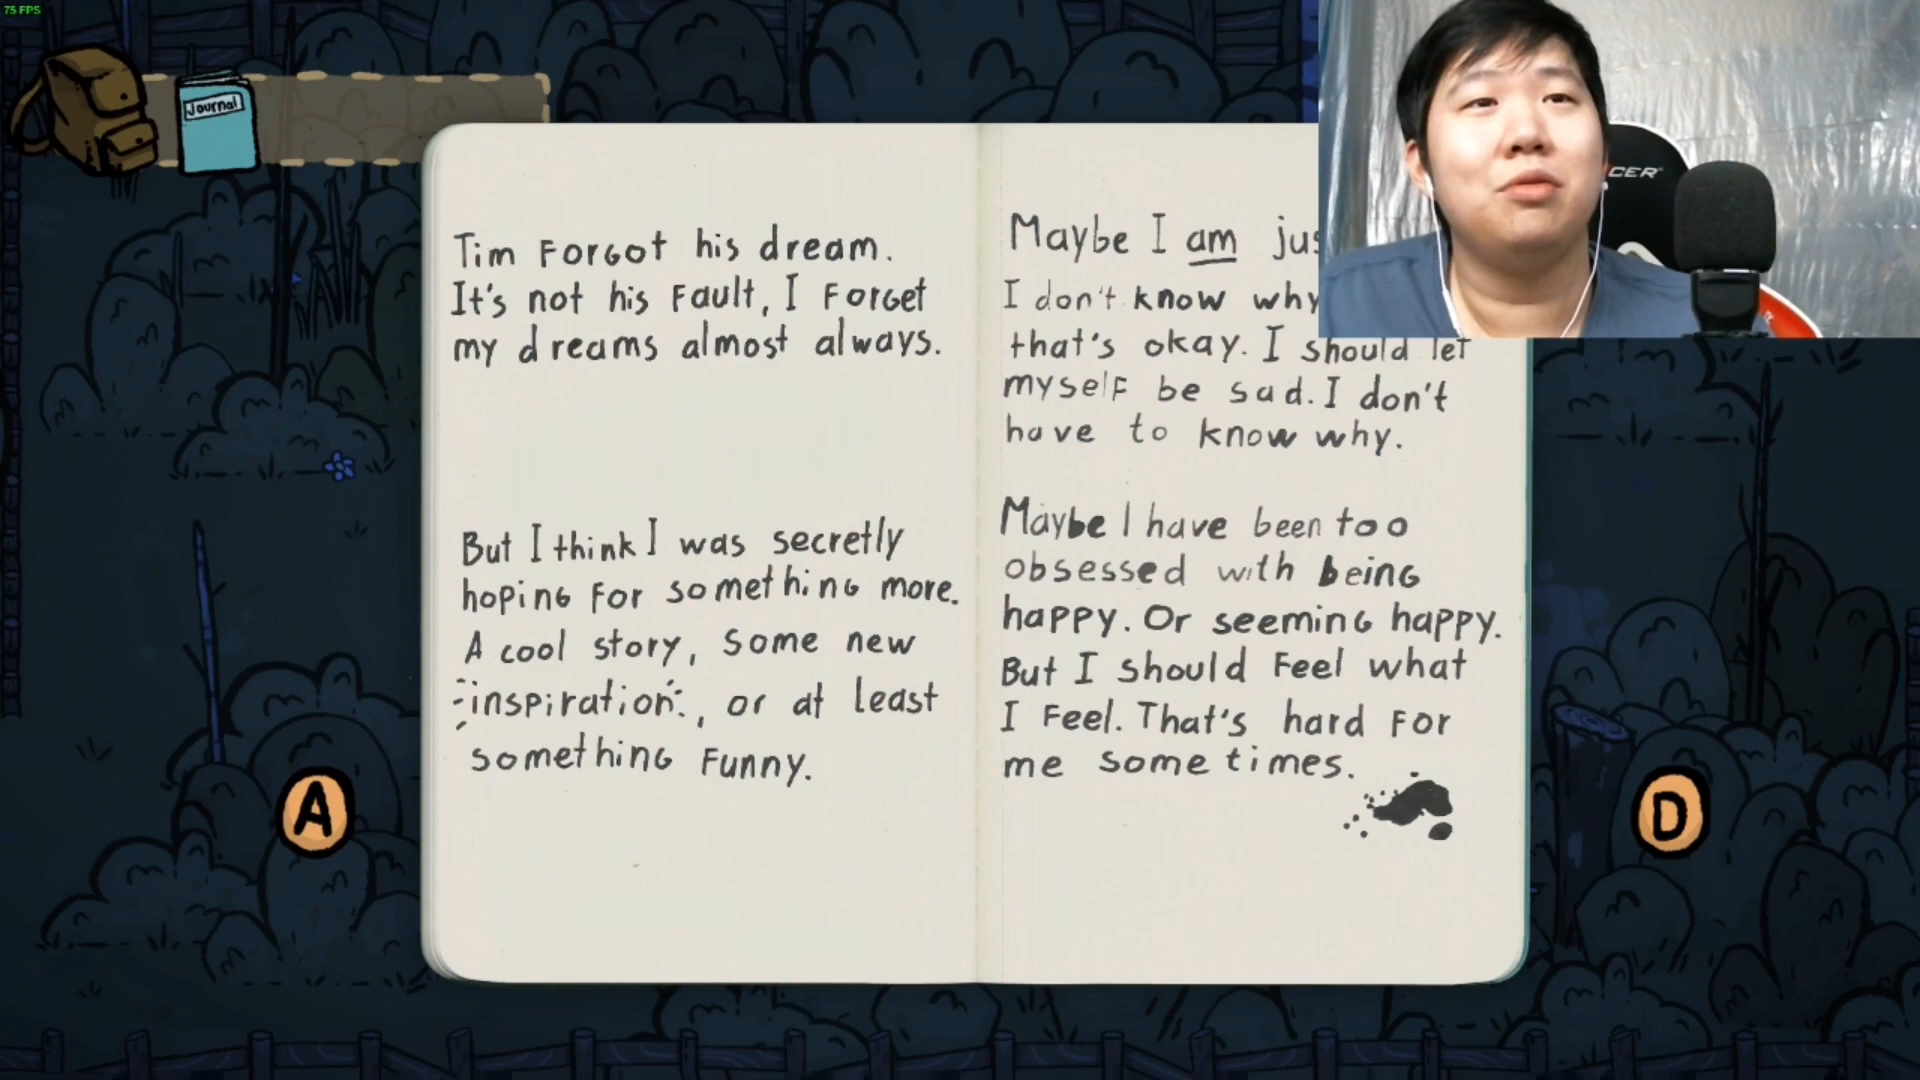 75 FPS
Journal
Tim Forgot his dream.
It's not his Fault, I Forget
my dreams almost always.
But I think I was secretly
hoping For something more.
A cool story, some new
inspiration, or at least
something Funny.
Maybe I am
I don't know why
that's okay. I should let
myself be sad. I don't
have to know why.
Maybe I have been too
obsessed with being
happy. Or seeming happy.
But I should Feel what
I Feel. That's hard For
me sometimes.
A
D
CER